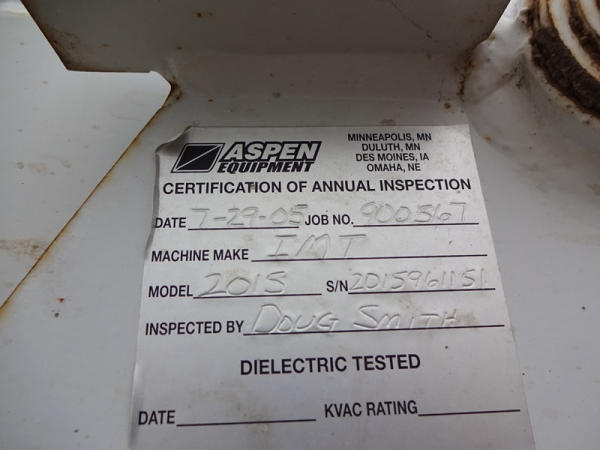 ASPEN
EQUIPMENT
MINNEAPOLIS, MN
DULUTH, MN
DES MOINES, IA
OMAHA, NE
CERTIFICATION OF ANNUAL INSPECTION
DATE 7-29-05 JOB NO. 900567
MACHINE MAKE IMT
MODEL 2015 S/N 2015961151
INSPECTED BY DOUG SMITH
DIELECTRIC TESTED
DATE KVAC RATING